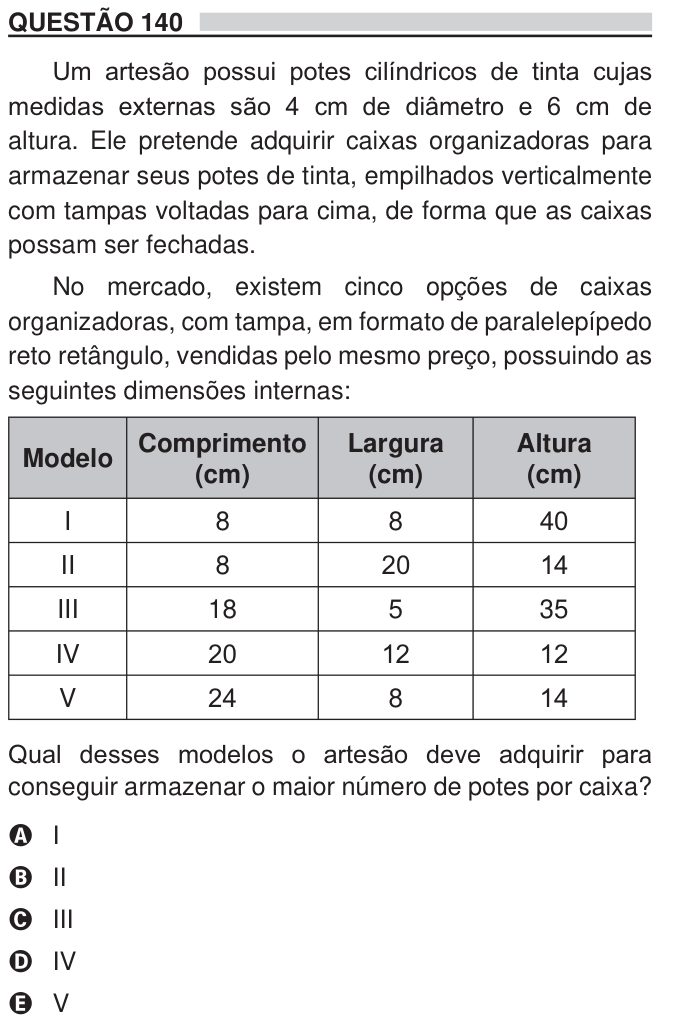 QUESTÃO 140
Um artesão possui potes cilíndricos de tinta cujas
medidas externas são 4 cm de diâmetro e 6 cm de
altura. Ele pretende adquirir caixas organizadoras para
armazenar seus potes de tinta, empilhados verticalmente
com tampas voltadas para cima, de forma que as caixas
possam ser fechadas.
No mercado, existem cinco opções de caixas
organizadoras, com tampa, em formato de paralelepípedo
reto retângulo, vendidas pelo mesmo preço, possuindo as
seguintes dimensões internas:
Modelo Comprimento (cm) Largura (cm) Altura (cm)
I 8 8 40
II 8 20 14
III 18 5 35
IV 20 12 12
V 24 8 14
Qual desses modelos o artesão deve adquirir para
conseguir armazenar o maior número de potes por caixa?
A I
B II
C III
D IV
E V